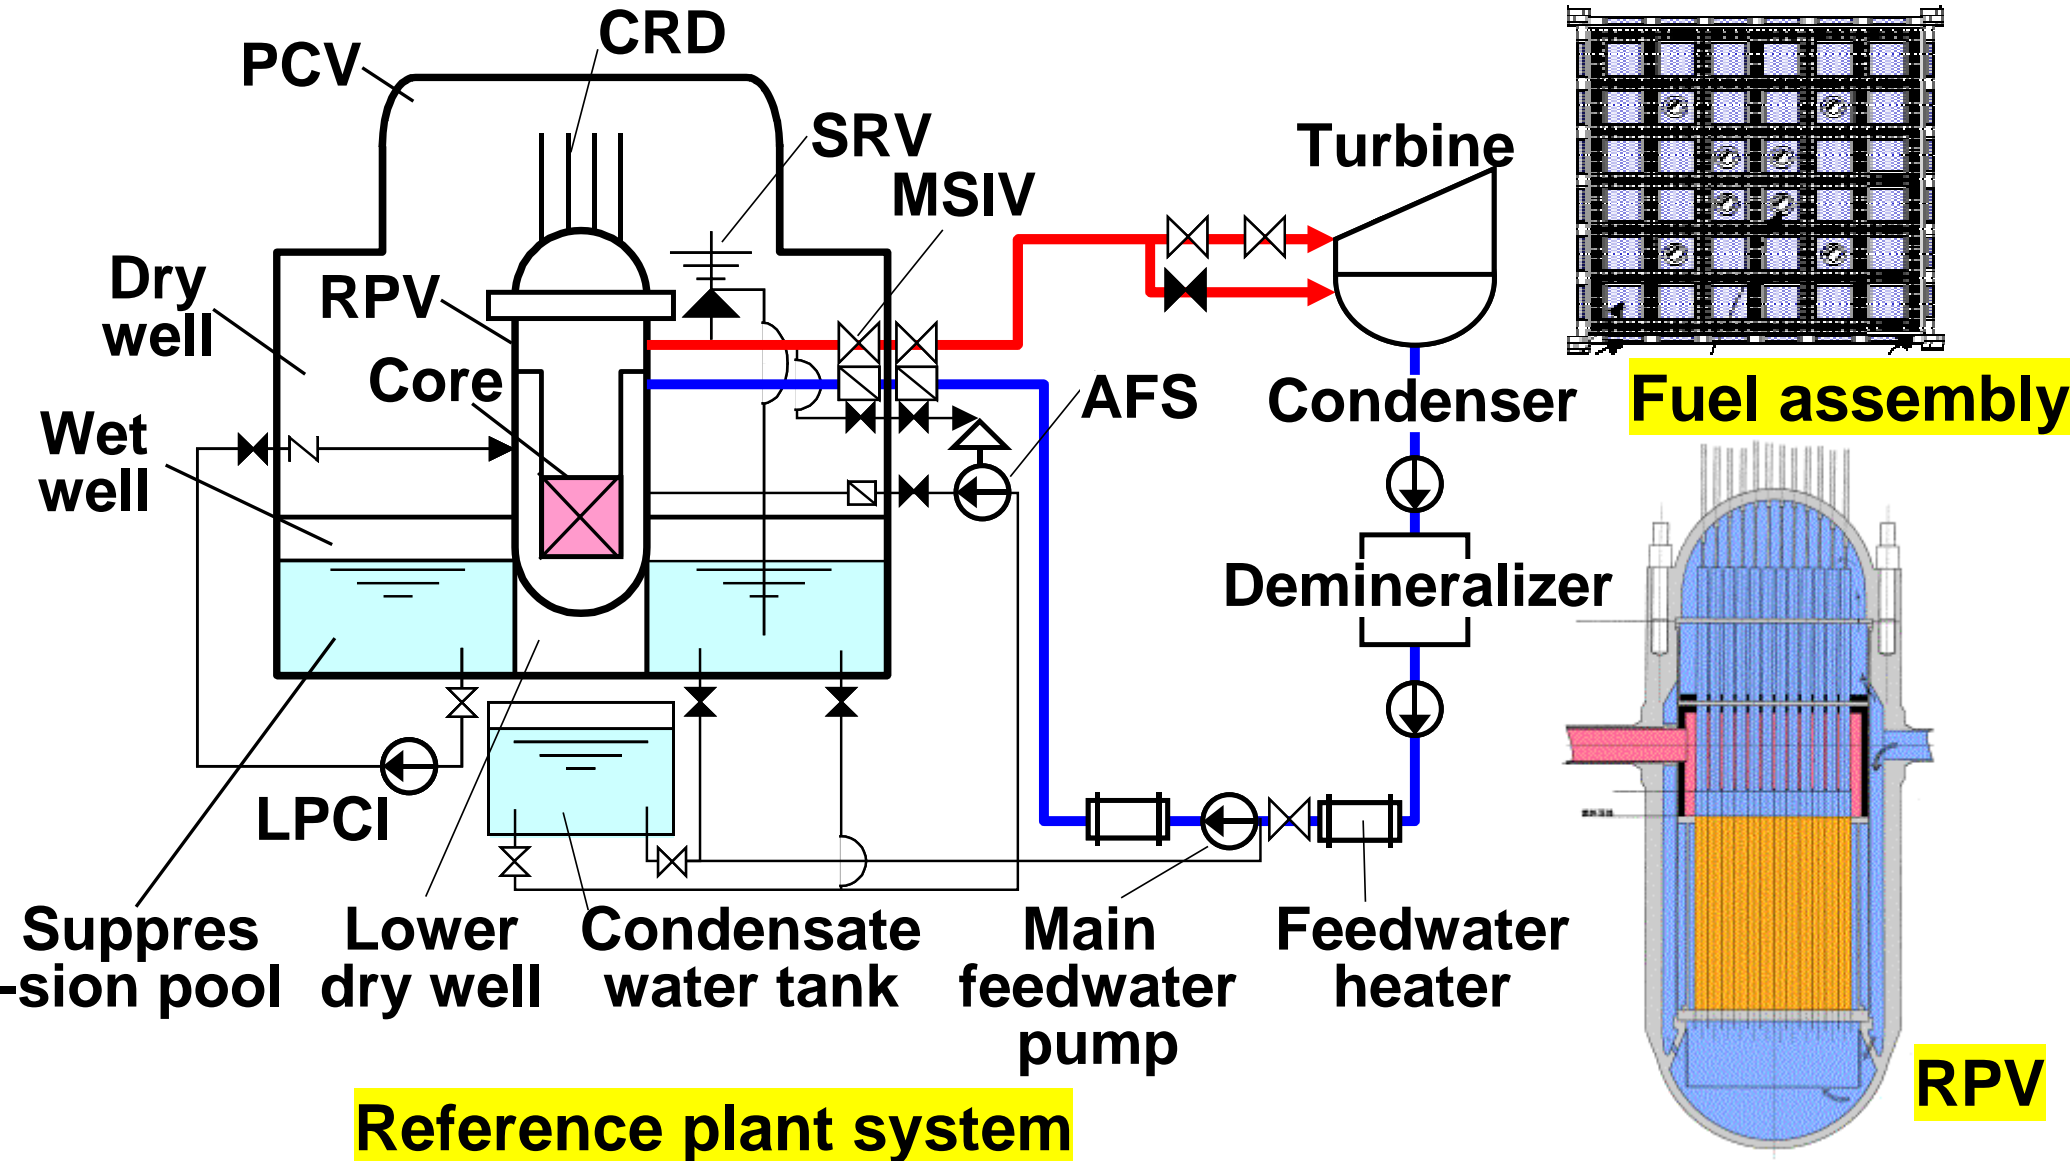 CRD
PCV
SRV
Turbine
MSIV
Dry
well
RPV
Core
AFS
Condenser
Fuel assembly
Wet
well
Demineralizer
LPCI
Suppres
-sion pool
Lower
dry well
Condensate
water tank
Main
feedwater
pump
Feedwater
heater
RPV
Reference plant system